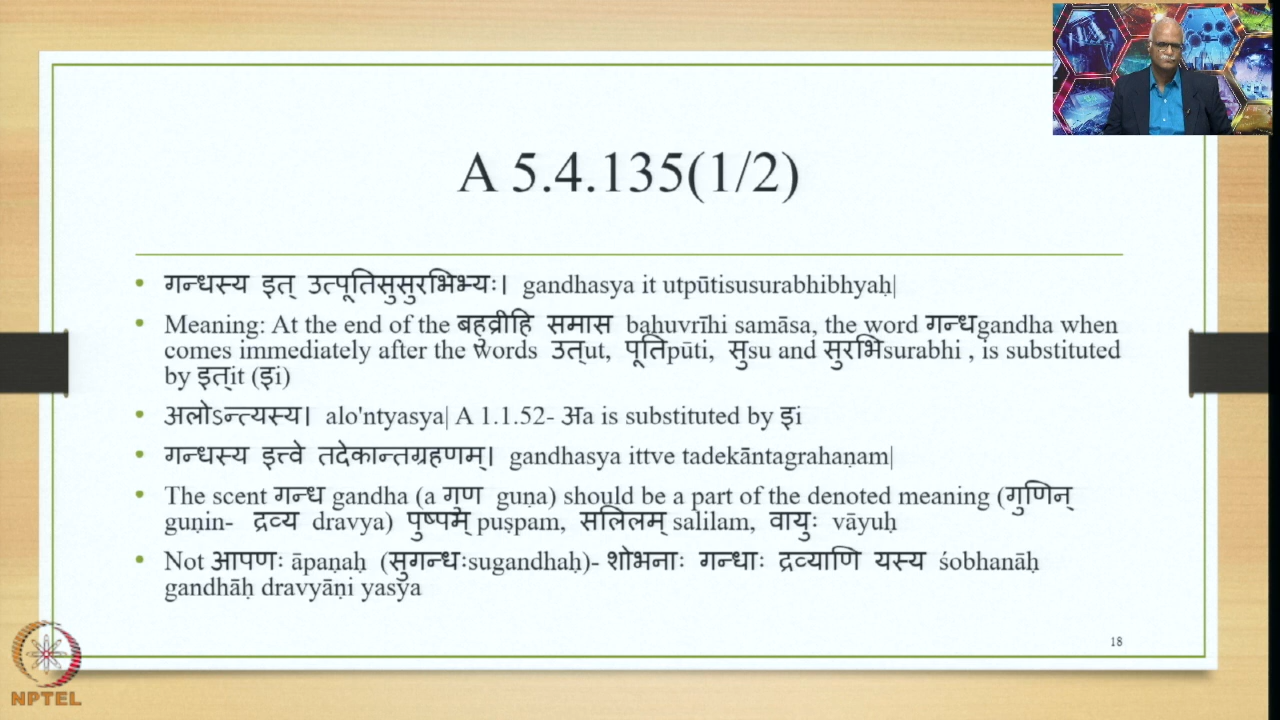 A 5.4.135(1/2)
• गन्धस्य इत् उत्पूतिसुसुरभिभ्यः। gandhasya it utpūtisusurabhibhyaḥ|
• Meaning: At the end of the बहुव्रीहि समास bahuvrīhi samāsa, the word गन्धgandha when
comes immediately after the words उत्ut, पूतिpūti, सुsu and सुरभिsurabhi , is substituted
by इत्it (इi)
• अलोऽन्त्यस्य। alo'ntyasya| A 1.1.52- अa is substituted by इi
• गन्धस्य इत्त्वे तदेकान्तग्रहणम्। gandhasya ittve tadekāntagrahaṇam|
• The scent गन्ध gandha (a गुण guṇa) should be a part of the denoted meaning (गुणिन्
guṇin- द्रव्य dravya) पुष्पम् puṣpam, सलिलम् salilam, वायुः vāyuḥ
• Not आपणः āpaṇaḥ (सुगन्धःsugandhaḥ)- शोभनाः गन्धाः द्रव्याणि यस्य śobhanāḥ
gandhāḥ dravyāṇi yasya
18
NPTEL